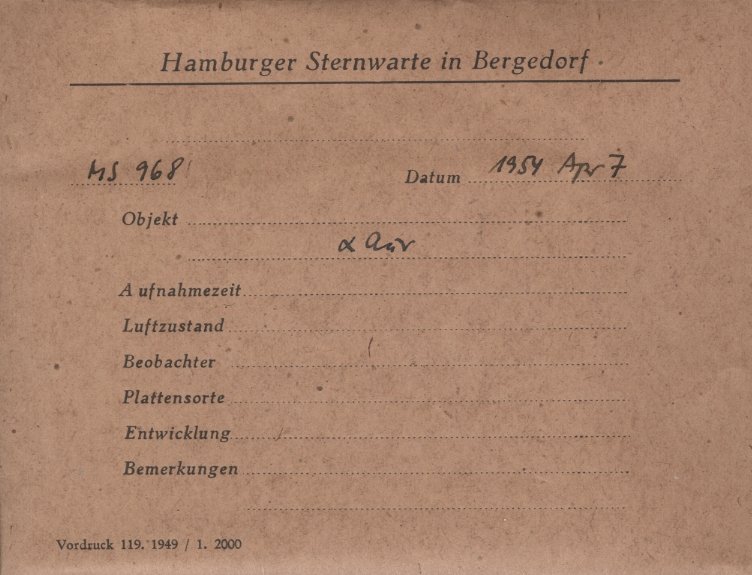 Hamburger Sternwarte in Bergedorf
MS 968 Datum 1954 Apr 7
Objekt
α Aur
Aufnahmezeit
Luftzustand
Beobachter
Plattensorte
Entwicklung
Bemerkungen
Vordruck 119. 1949 / 1. 2000